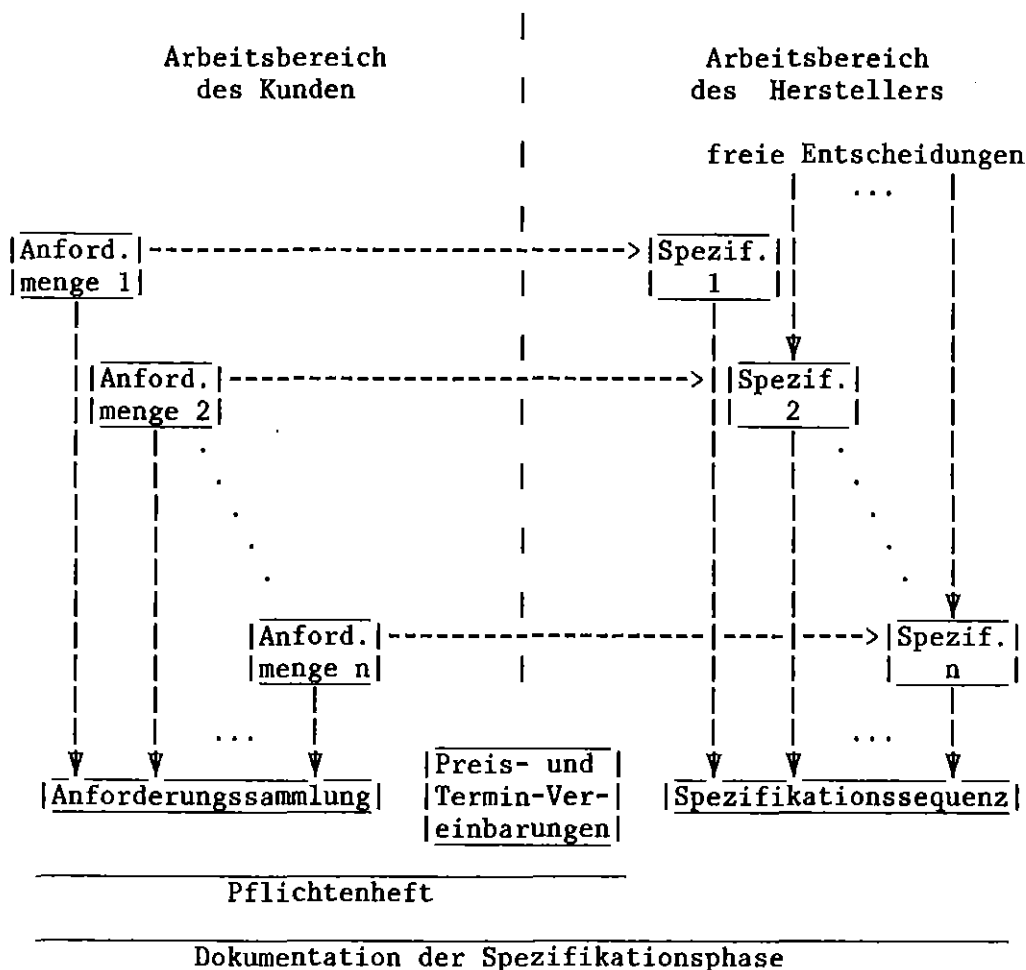 Arbeitsbereich
des Kunden
Arbeitsbereich
des Herstellers
freie Entscheidungen
...
Anford.
menge 1
Spezif.
1
Anford.
menge 2
Spezif.
2
Anford.
menge n
Spezif.
n
...
...
Anforderungssammlung
Preis- und
Termin-Ver-
einbarungen
Spezifikationssequenz
Pflichtenheft
Dokumentation der Spezifikationsphase